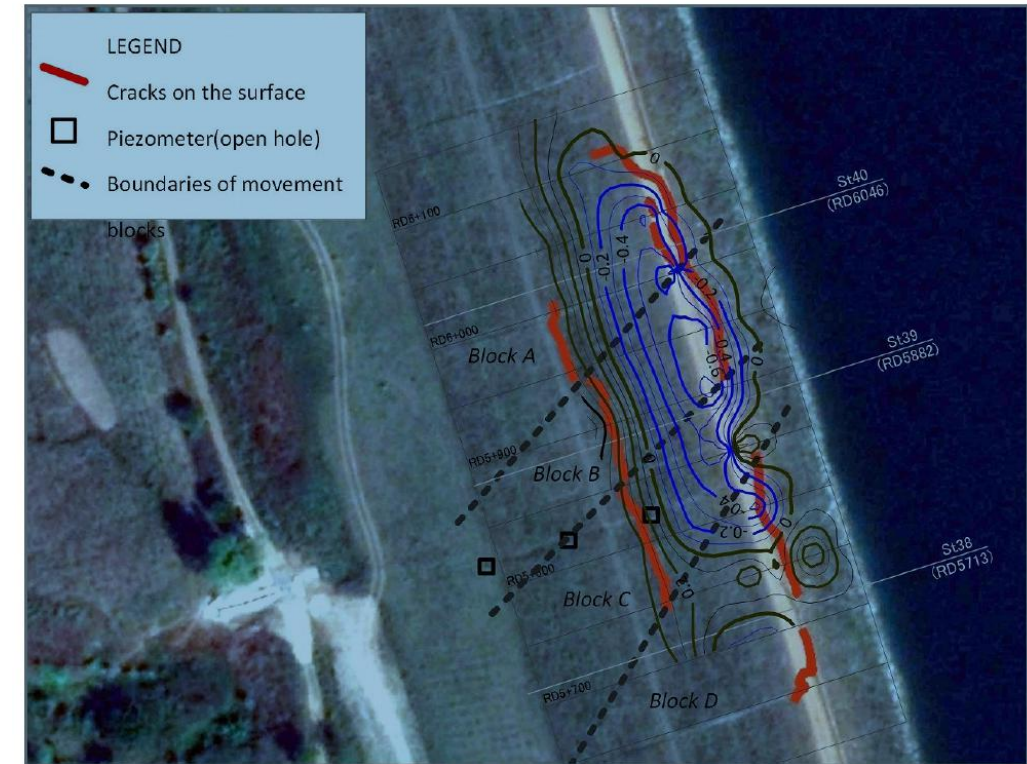 LEGEND
Cracks on the surface
Piezometer(open hole)
Boundaries of movement
blocks
St40
(RD6046)
RD6+100
0
0
-0.2
-0.4
-0.2
RD6+000
St39
(RD5882)
Block A
0.4
-0.6
0
RD5+900
Block B
0
-0.4
-0.2
0
St38
(RD5713)
RD5+800
Block C
0
RD5+700
Block D